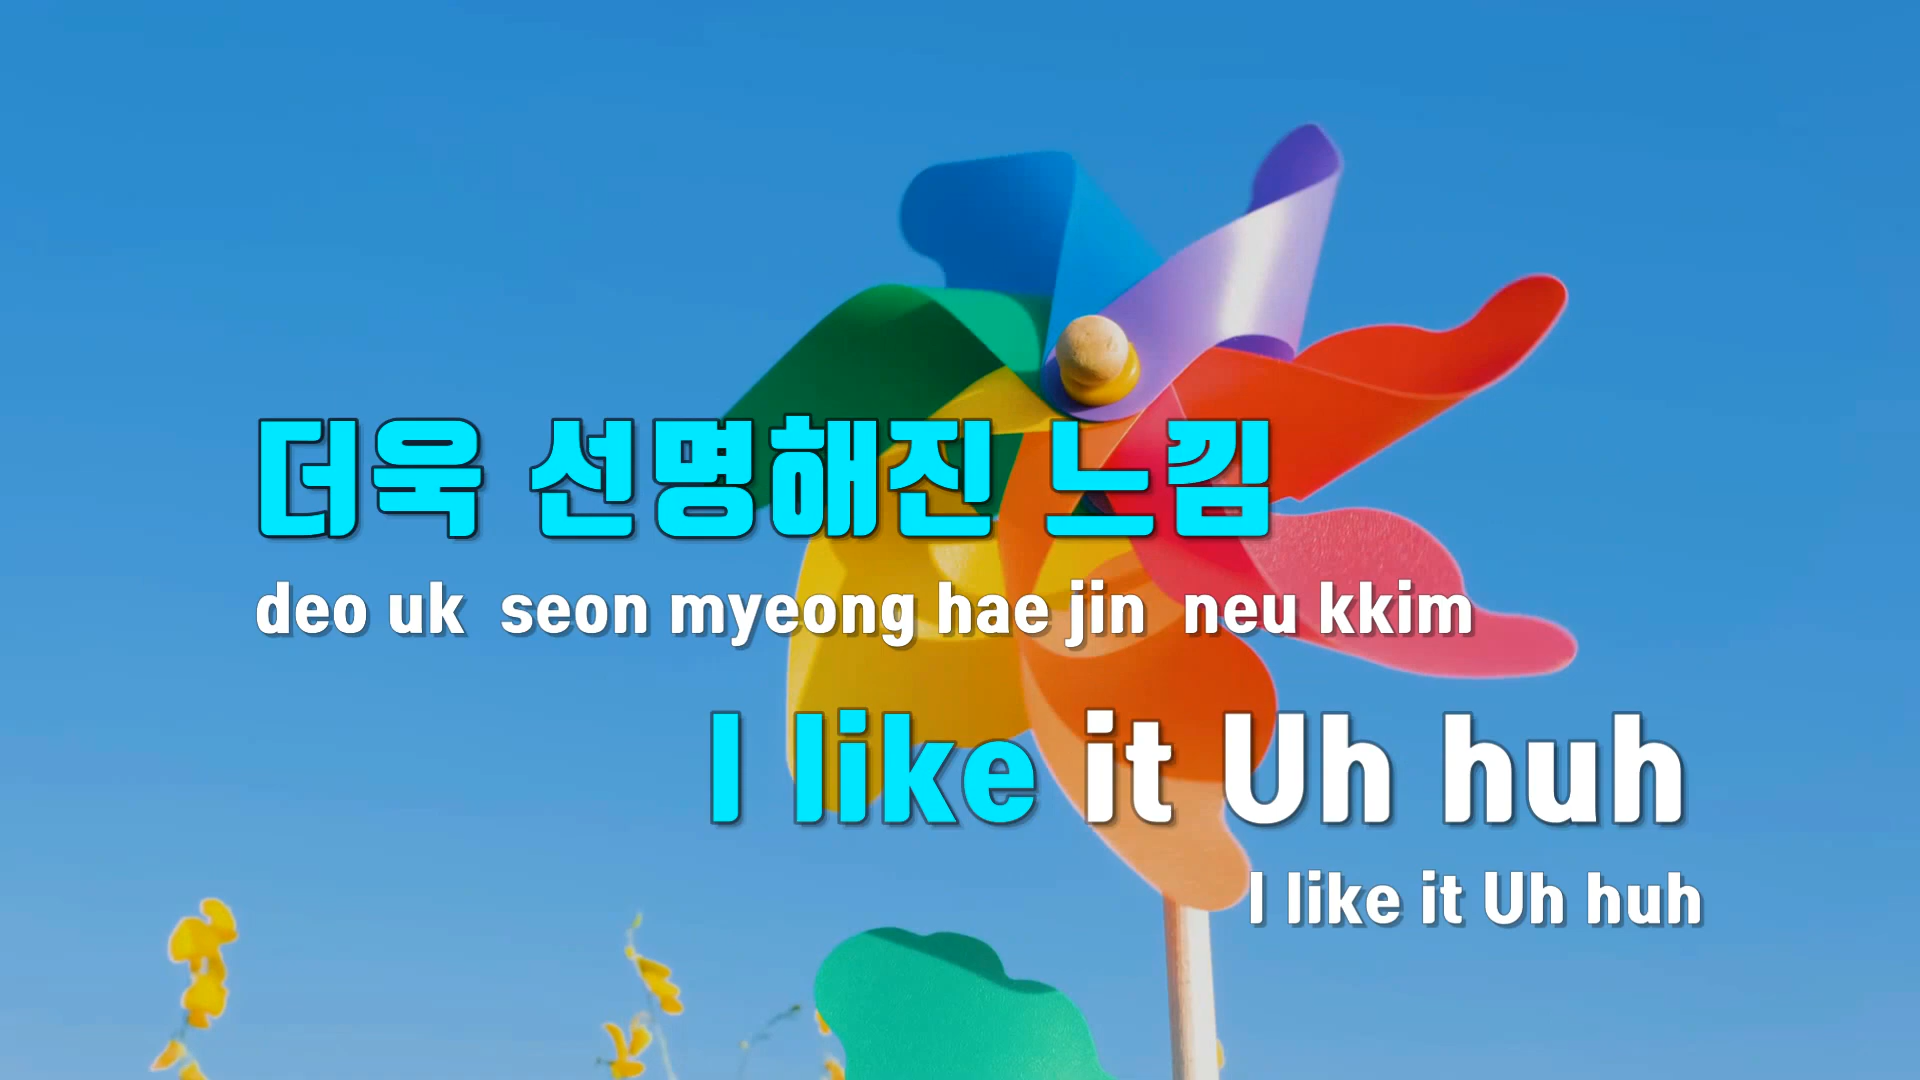 더욱 선명해진 느낌
deo uk seon myeong hae jin neu kkim
I like it Uh huh
I like it Uh huh